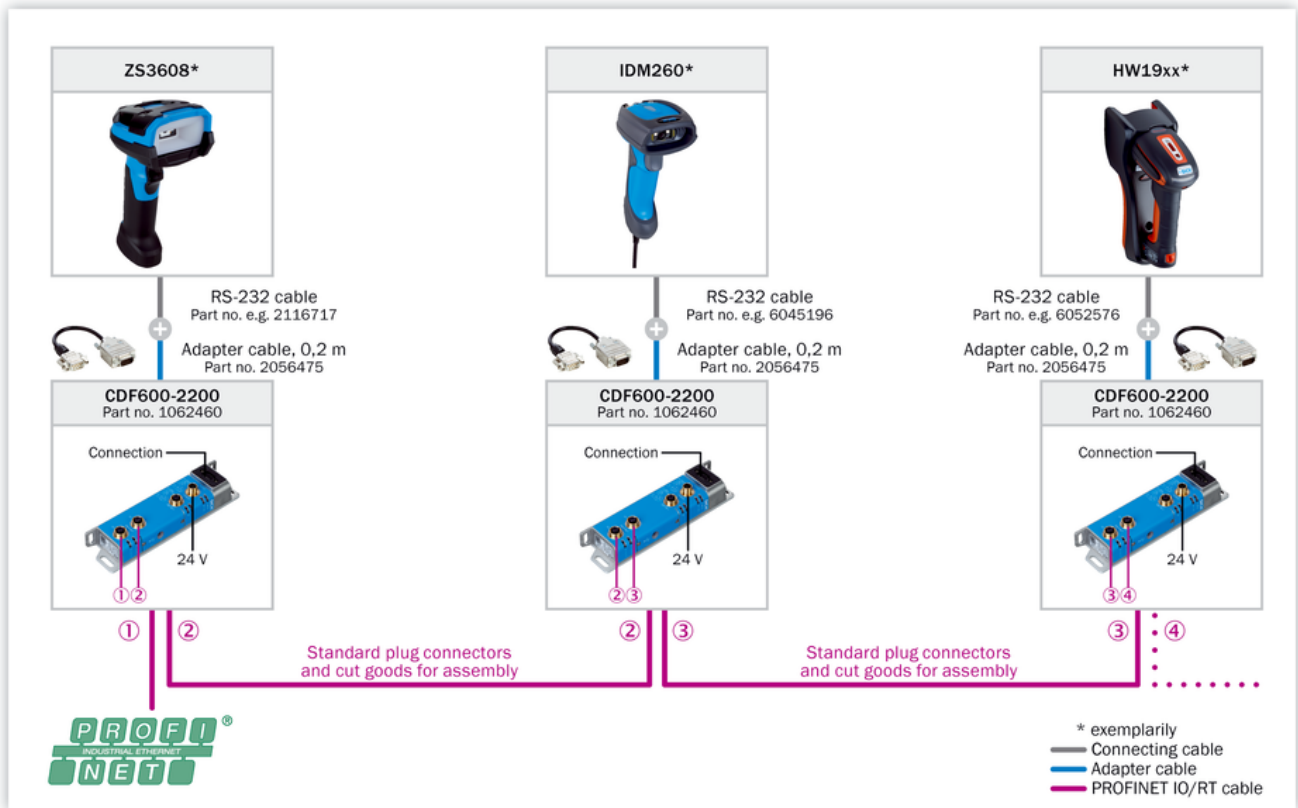 ZS3608*
IDM260*
HW19xx*
RS-232 cable
Part no. e.g. 2116717
Adapter cable, 0,2 m
Part no. 2056475
RS-232 cable
Part no. e.g. 6045196
Adapter cable, 0,2 m
Part no. 2056475
RS-232 cable
Part no. e.g. 6052576
Adapter cable, 0,2 m
Part no. 2056475
CDF600-2200
Part no. 1062460
Connection
24 V
①②
CDF600-2200
Part no. 1062460
Connection
24 V
②③
CDF600-2200
Part no. 1062460
Connection
24 V
③④
① ②
② ③
③ ④
Standard plug connectors
and cut goods for assembly
Standard plug connectors
and cut goods for assembly
PROFI®
INDUSTRIAL ETHERNET
NET
* exemplarily
Connecting cable
Adapter cable
PROFINET IO/RT cable